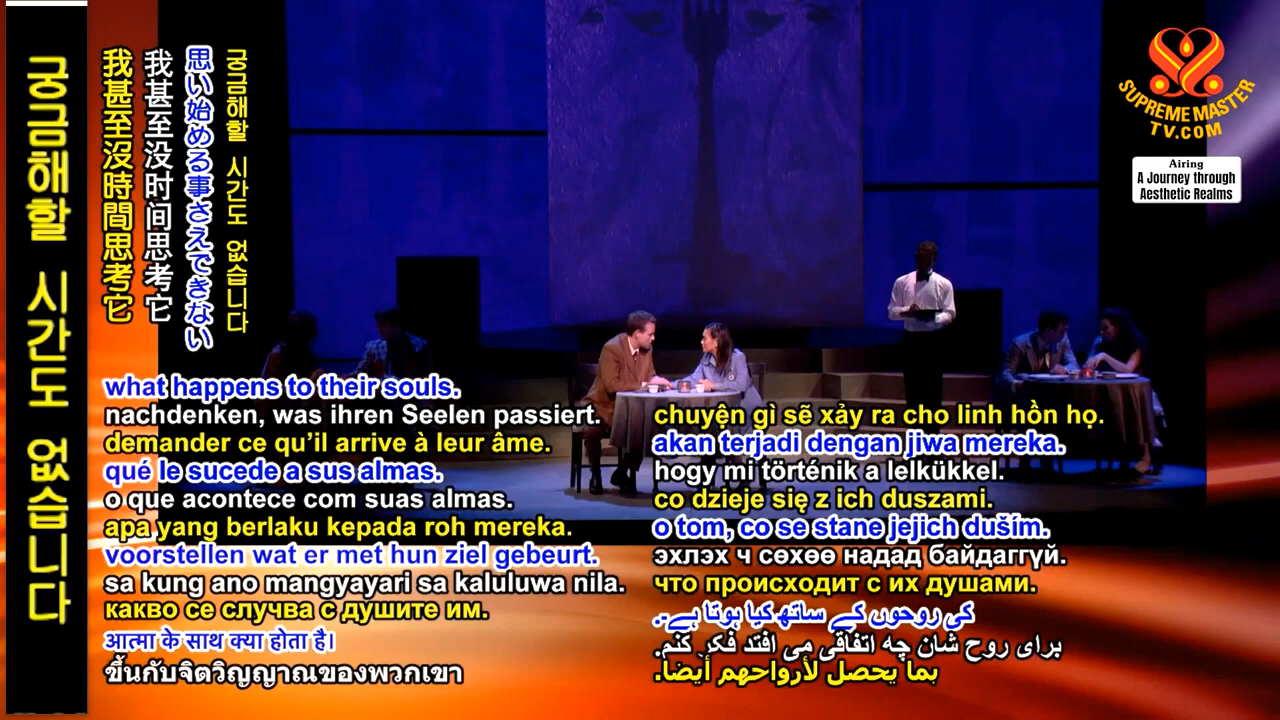 궁금해할 시간도 없습니다
我甚至沒時間思考它
我甚至没时间思考它
思い始める事さえできない
궁금해할 시간도 없습니다
SUPREME MASTER
TV.COM
Airing
A Journey through
Aesthetic Realms
what happens to their souls.
nachdenken, was ihren Seelen passiert.
demander ce qu’il arrive à leur âme.
qué le sucede a sus almas.
o que acontece com suas almas.
apa yang berlaku kepada roh mereka.
voorstellen wat er met hun ziel gebeurt.
sa kung ano mangyayari sa kaluluwa nila.
какво се случва с душите им.
आत्मा के साथ क्या होता है।
ขึ้นกับจิตวิญญาณของพวกเขา
chuyện gì sẽ xảy ra cho linh hồn họ.
akan terjadi dengan jiwa mereka.
hogy mi történik a lelkükkel.
co dzieje się z ich duszami.
o tom, co se stane jejich duším.
эхлэх ч сөхөө надад байдаггүй.
что происходит с их душами.
کی روحوں کے ساتھ کیا ہوتا ہے-.
برای روح شان چه اتفاقی می افتد فکر کنم.
بما يحصل لأرواحهم أيضا.